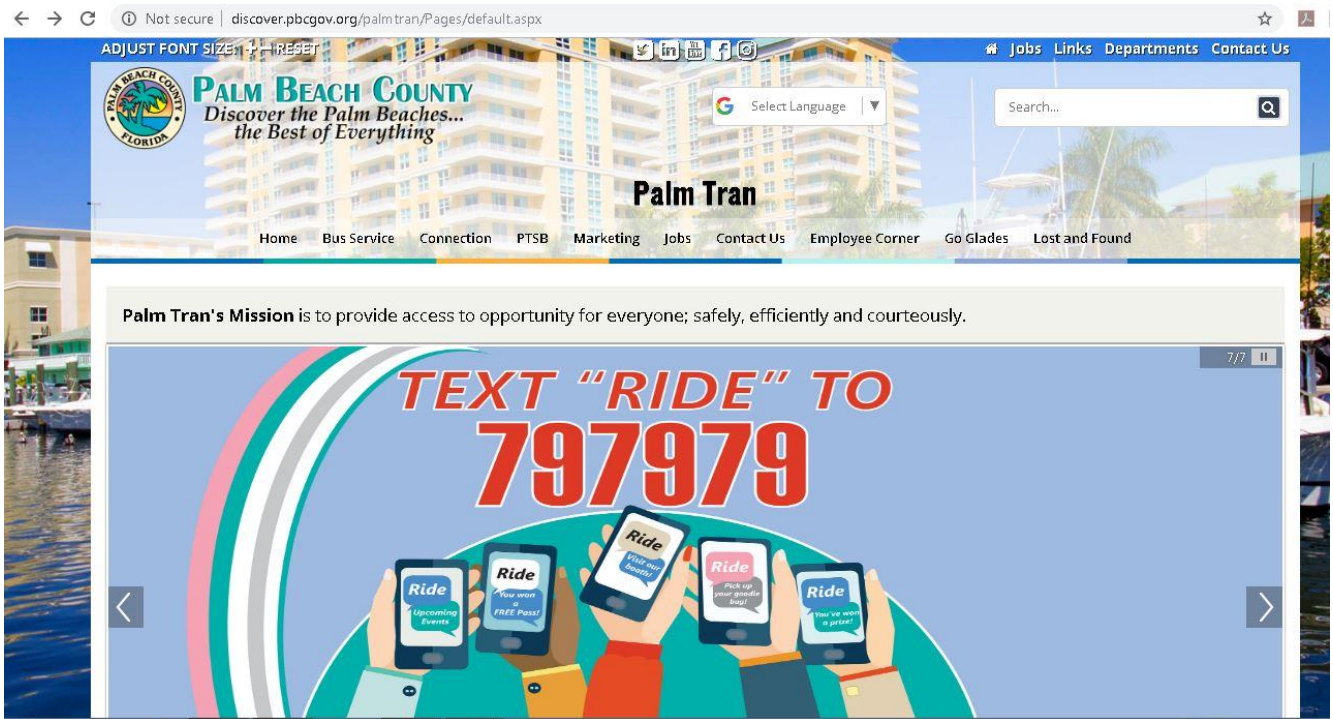 Not secure | discover.pbcgov.org/palmtran/Pages/default.aspx
ADJUST FONT SIZE: + — RESET
Jobs Links Departments Contact Us
PALM BEACH COUNTY
FLORIDA
PALM BEACH COUNTY
Discover the Palm Beaches...
the Best of Everything
G Select Language ▼
Search...
Palm Tran
Home Bus Service Connection PTSB Marketing Jobs Contact Us Employee Corner Go Glades Lost and Found
Palm Tran's Mission is to provide access to opportunity for everyone; safely, efficiently and courteously.
7/7
TEXT "RIDE" TO
797979
Ride
Upcoming
Events
Ride
You won
a
FREE Pass!
Ride
Visit our
booth!
Ride
Pick up
your goodie
bag!
Ride
You've won
a prize!